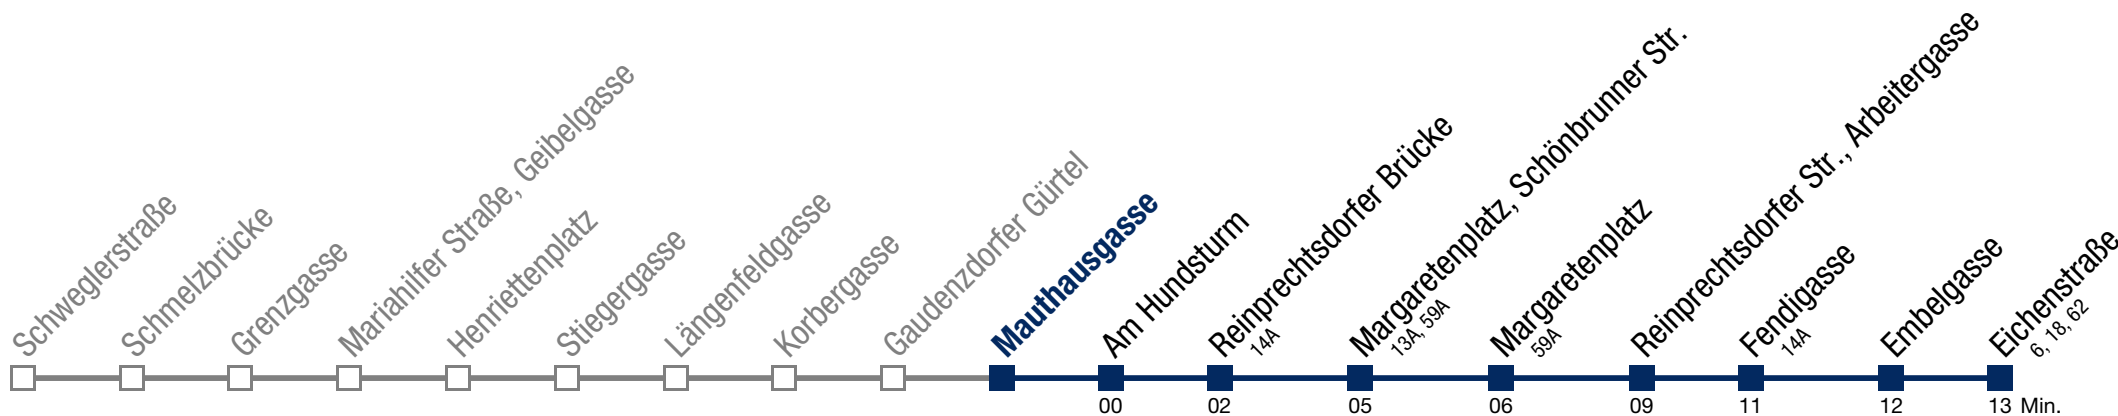 Schweglerstraße
Schmelzbrücke
Grenzgasse
Mariahilfer Straße, Geibelgasse
Henriettenplatz
Stiegergasse
Längenfeldgasse
Korbergasse
Gaudenzdorfer Gürtel
Mauthausgasse
Am Hundsturm
Reinprechtsdorfer Brücke
14A
Margaretenplatz, Schönbrunner Str.
13A, 59A
Margaretenplatz
59A
Reinprechtsdorfer Str., Arbeitergasse
Fendigasse
14A
Embelgasse
Eichenstraße
6, 18, 62
00 02 05 06 09 11 12 13 Min.